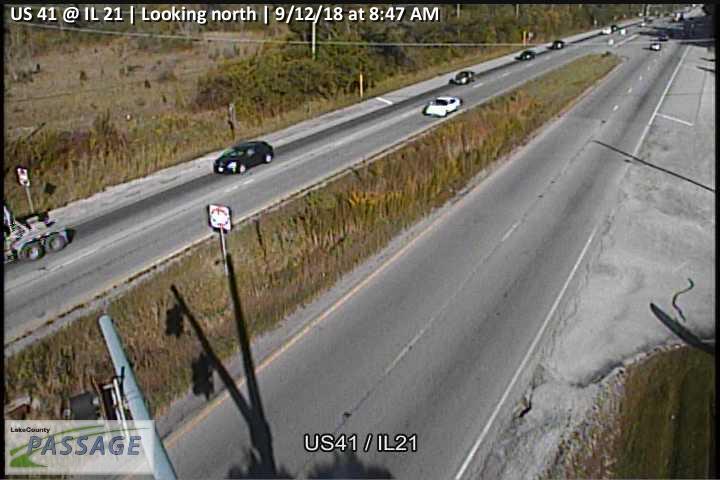 US 41 @ IL 21 | Looking north | 9/12/18 at 8:47 AM
US41 / IL21
LakeCounty
PASSAGE